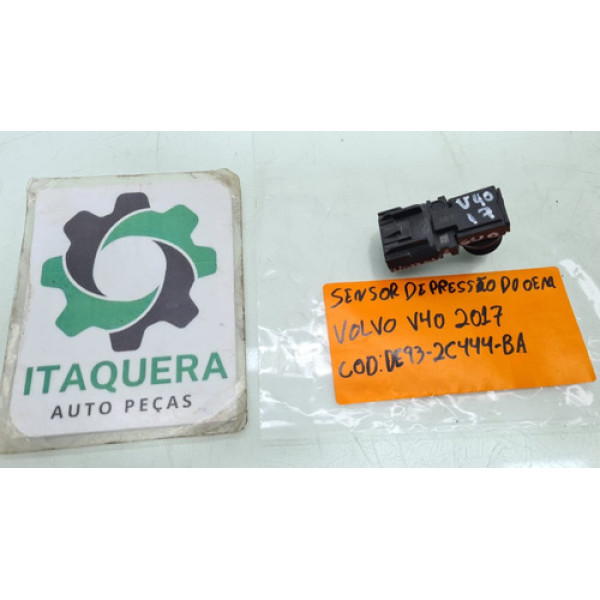 ITAQUERA
AUTO PEÇAS
V40
17
SENSOR DE PRESSÃO DO OEM
VOLVO V40 2017
COD: DE93-2C444-BA